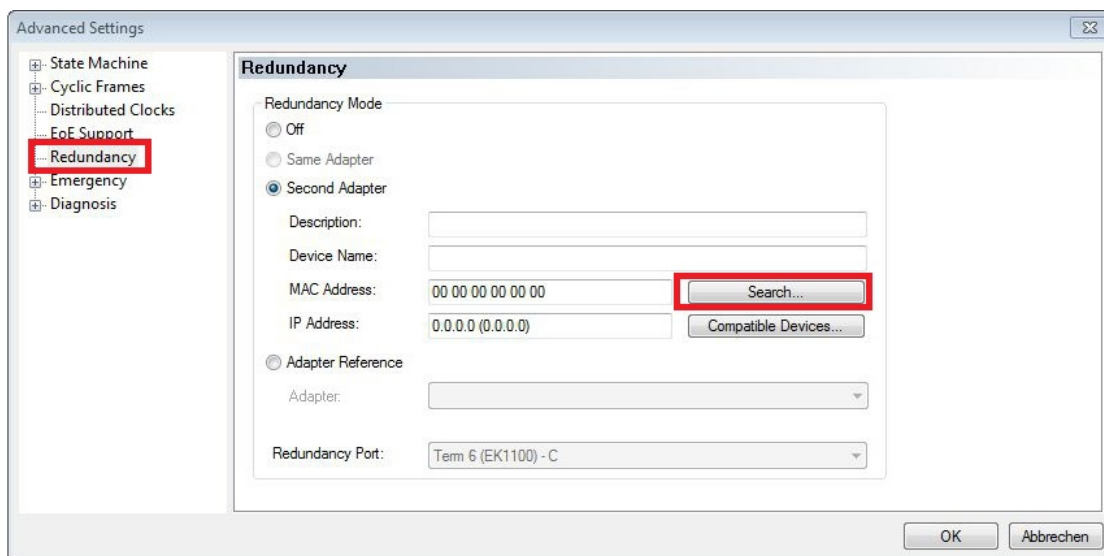 Advanced Settings
State Machine
Cyclic Frames
Distributed Clocks
EoE Support
Redundancy
Emergency
Diagnosis
Redundancy
Redundancy Mode
Off
Same Adapter
Second Adapter
Description:
Device Name:
MAC Address: 00 00 00 00 00 00 Search...
IP Address: 0.0.0.0 (0.0.0.0) Compatible Devices...
Adapter Reference
Adapter:
Redundancy Port: Term 6 (EK1100) - C
OK Abbrechen